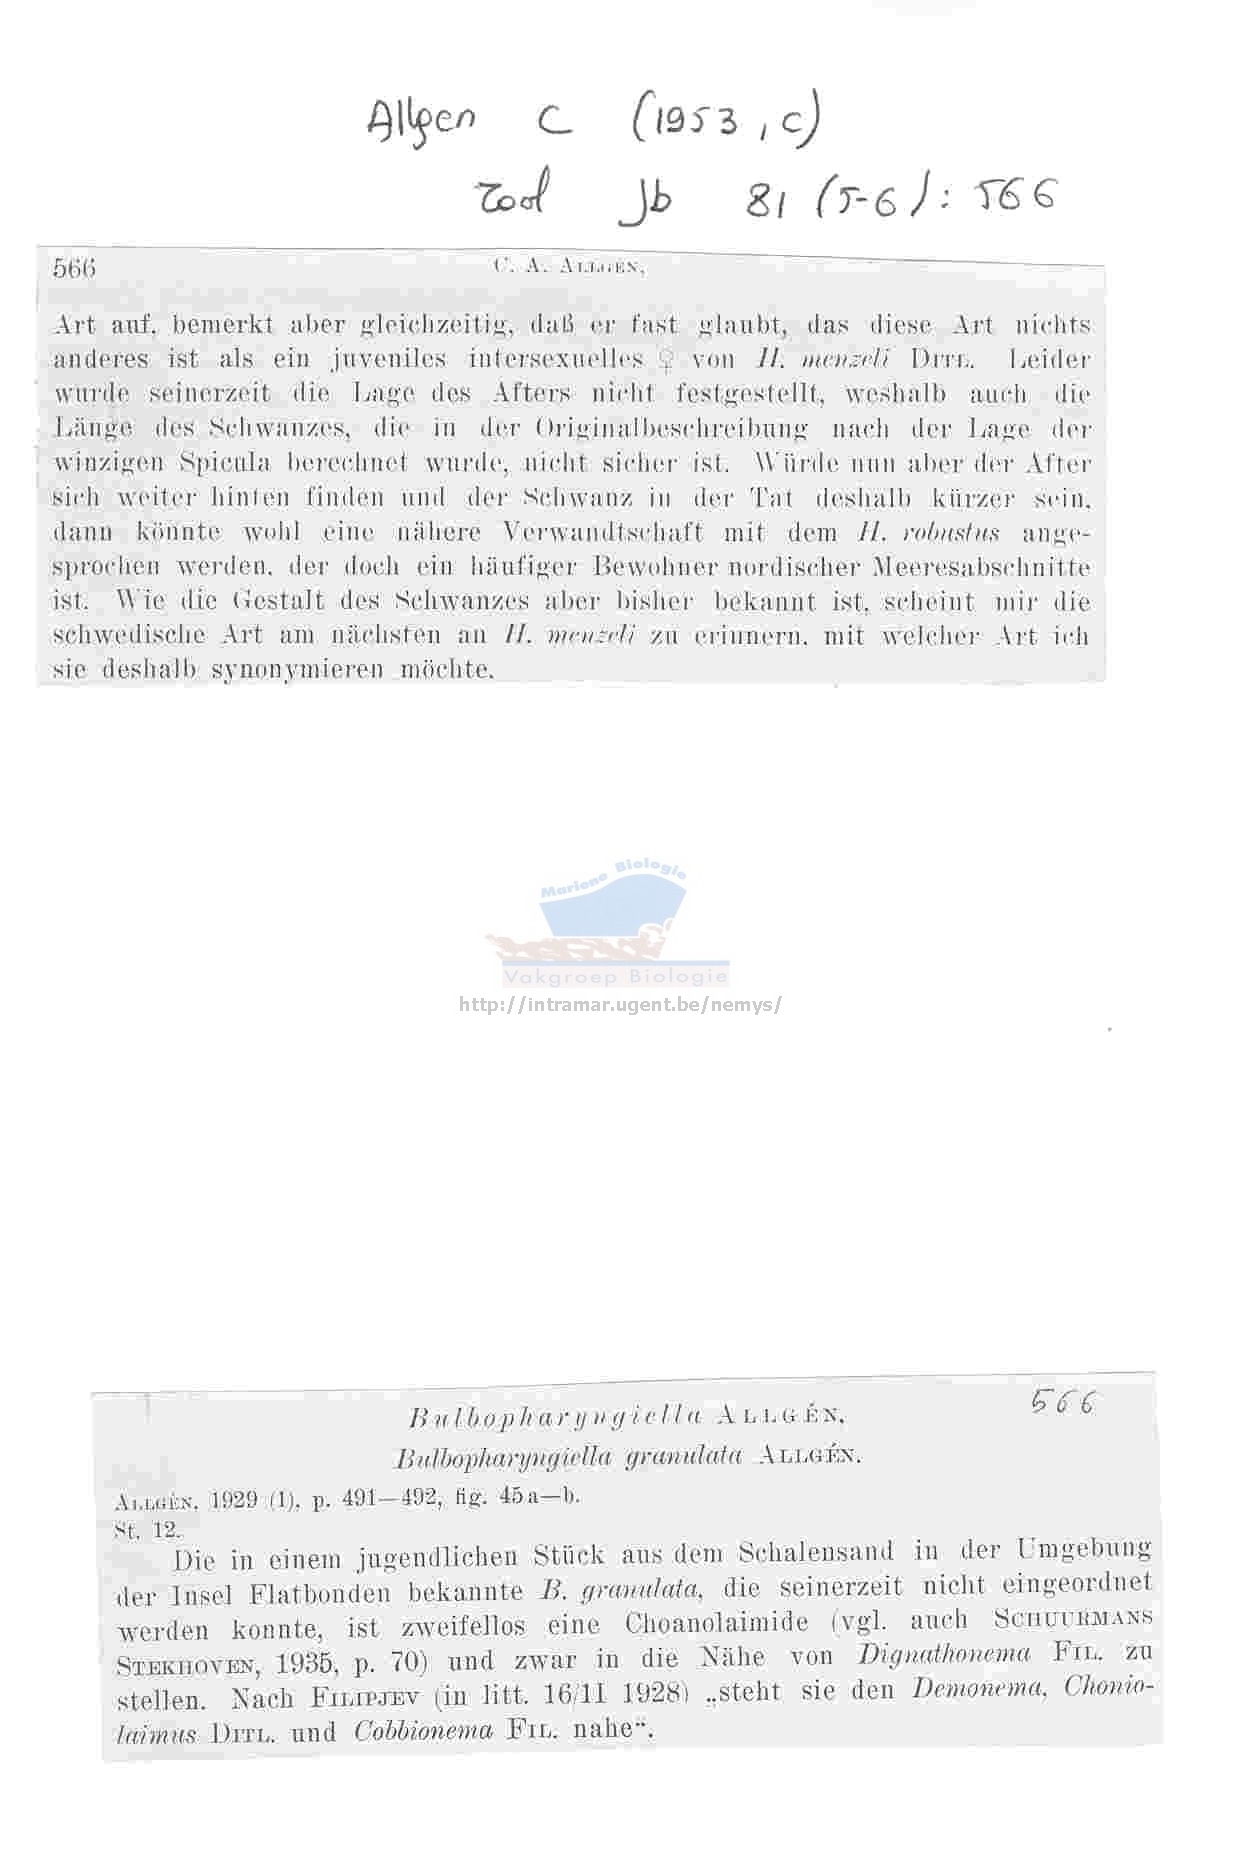 Allgen C (1953, c)
Zool Jb 81 (5-6): 566
566 C. A. ALLGÉN,
Art auf, bemerkt aber gleichzeitig, daß er fast glaubt, das diese Art nichts
anderes ist als ein juveniles intersexuelles ♀ von H. menzeli DITL. Leider
wurde seinerzeit die Lage des Afters nicht festgestellt, weshalb auch die
Länge des Schwanzes, die in der Originalbeschreibung nach der Lage der
winzigen Spicula berechnet wurde, nicht sicher ist. Würde nun aber der After
sich weiter hinten finden und der Schwanz in der Tat deshalb kürzer sein,
dann könnte wohl eine nähere Verwandtschaft mit dem H. robustus ange-
sprochen werden, der doch ein häufiger Bewohner nordischer Meeresabschnitte
ist. Wie die Gestalt des Schwanzes aber bisher bekannt ist, scheint mir die
schwedische Art am nächsten an H. menzeli zu erinnern, mit welcher Art ich
sie deshalb synonymieren möchte.
Mariene Biologie
Vakgroep Biologie
http://intramar.ugent.be/nemys/
566
Bulbopharyngiella ALLGÉN.
Bulbopharyngiella granulata ALLGÉN.
ALLGÉN, 1929 (1), p. 491—492, fig. 45a—b.
St. 12.
Die in einem jugendlichen Stück aus dem Schalensand in der Umgebung
der Insel Flatbonden bekannte B. granulata, die seinerzeit nicht eingeordnet
werden konnte, ist zweifellos eine Choanolaimide (vgl. auch SCHUURMANS
STEKHOVEN, 1935, p. 70) und zwar in die Nähe von Dignathonema FIL. zu
stellen. Nach FILIPJEV (in litt. 16/11 1928) „steht sie den Demonema, Chonio-
laimus DITL. und Cobbionema FIL. nahe“.